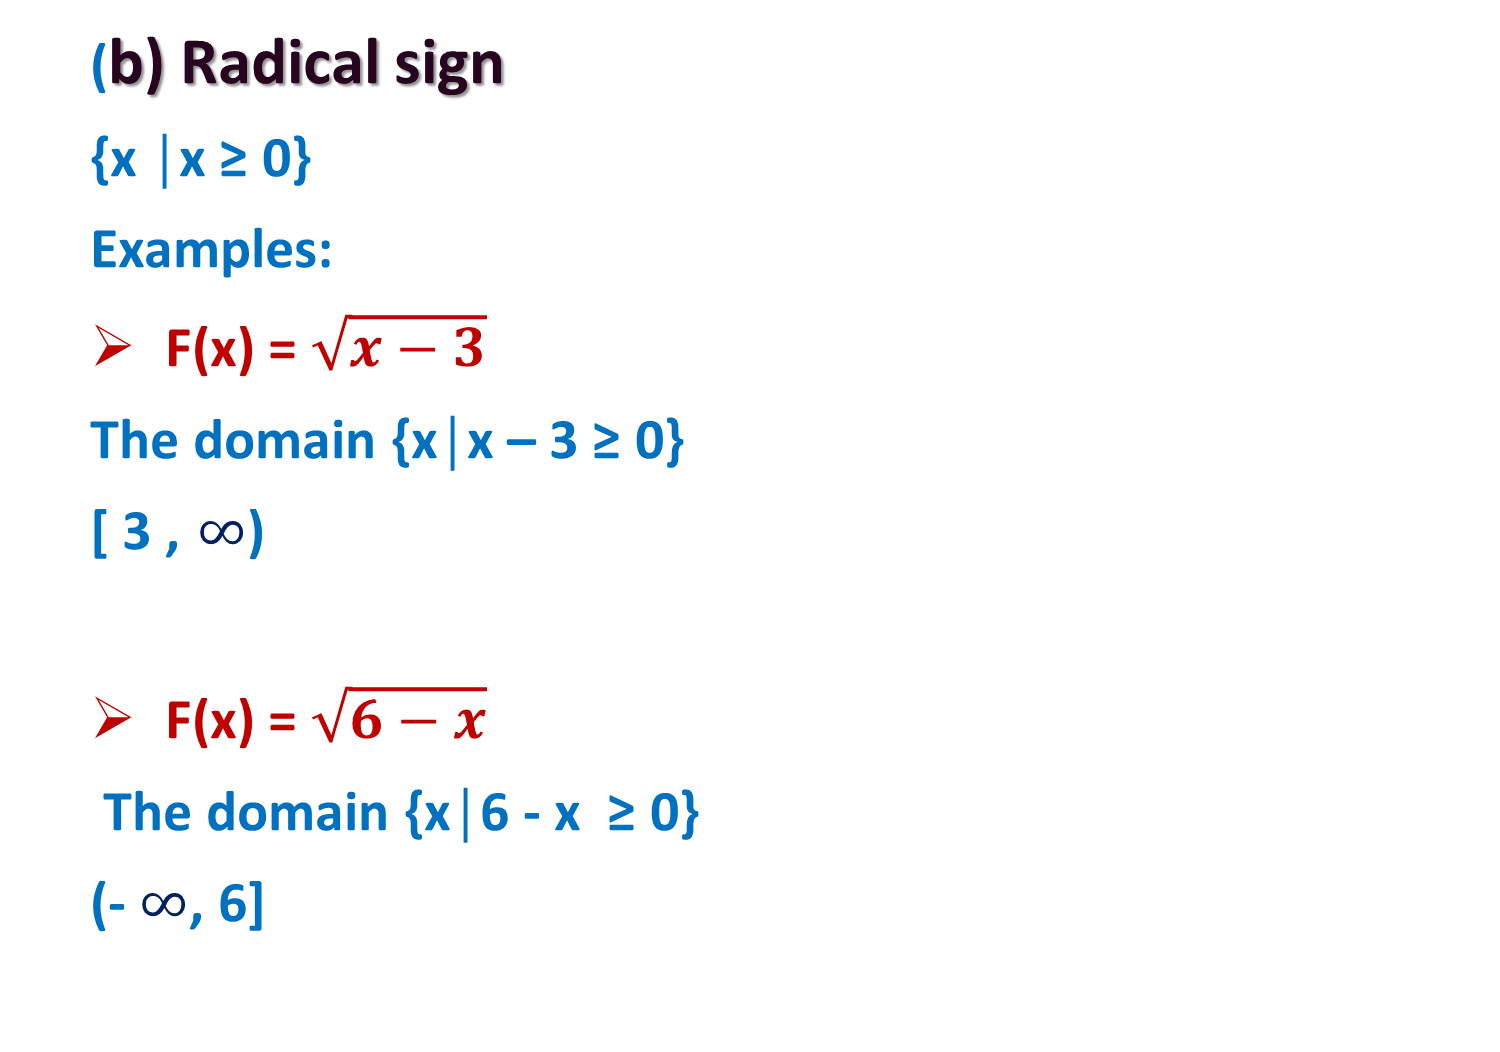 (b) Radical sign
{x │x ≥ 0}
Examples:
➢ F(x) = √(x − 3)
The domain {x│x – 3 ≥ 0}
[ 3 , ∞)
➢ F(x) = √(6 − x)
The domain {x│6 - x ≥ 0}
(- ∞, 6]